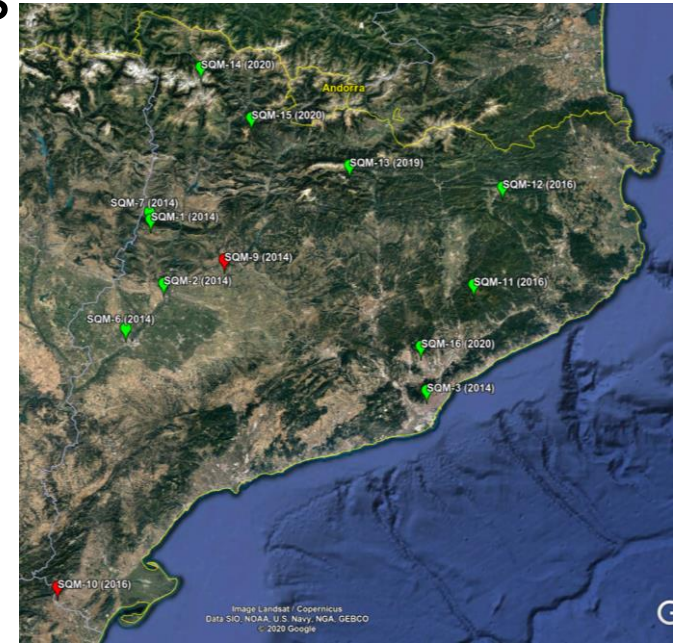 SQM-14 (2020)
Andorra
SQM-15 (2020)
SQM-13 (2019)
SQM-12 (2016)
SQM-7 (2014)
SQM-1 (2014)
SQM-9 (2014)
SQM-2 (2014)
SQM-11 (2016)
SQM-6 (2014)
SQM-16 (2020)
SQM-3 (2014)
SQM-10 (2016)
Image Landsat / Copernicus
Data SIO, NOAA, U.S. Navy, NGA, GEBCO
© 2020 Google
G